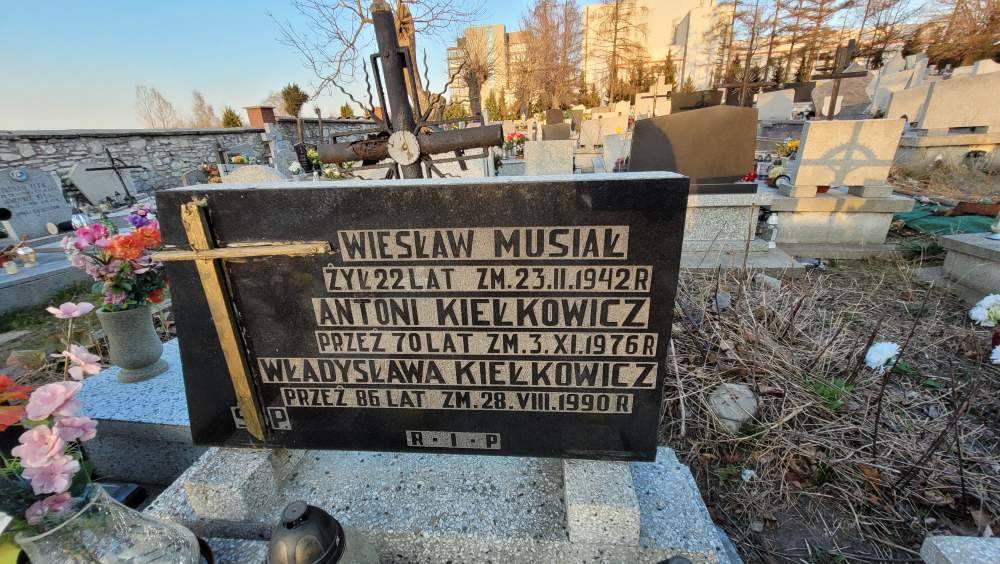 WIESŁAW MUSIAŁ
ŻYŁ 22 LAT ZM. 23.II.1942 R
ANTONI KIEŁKOWICZ
PRZEŻ 70 LAT ZM. 3.XI.1976 R
WŁADYSŁAWA KIEŁKOWICZ
PRZEŻ 86 LAT ZM. 28.VIII.1990 R
R-I-P